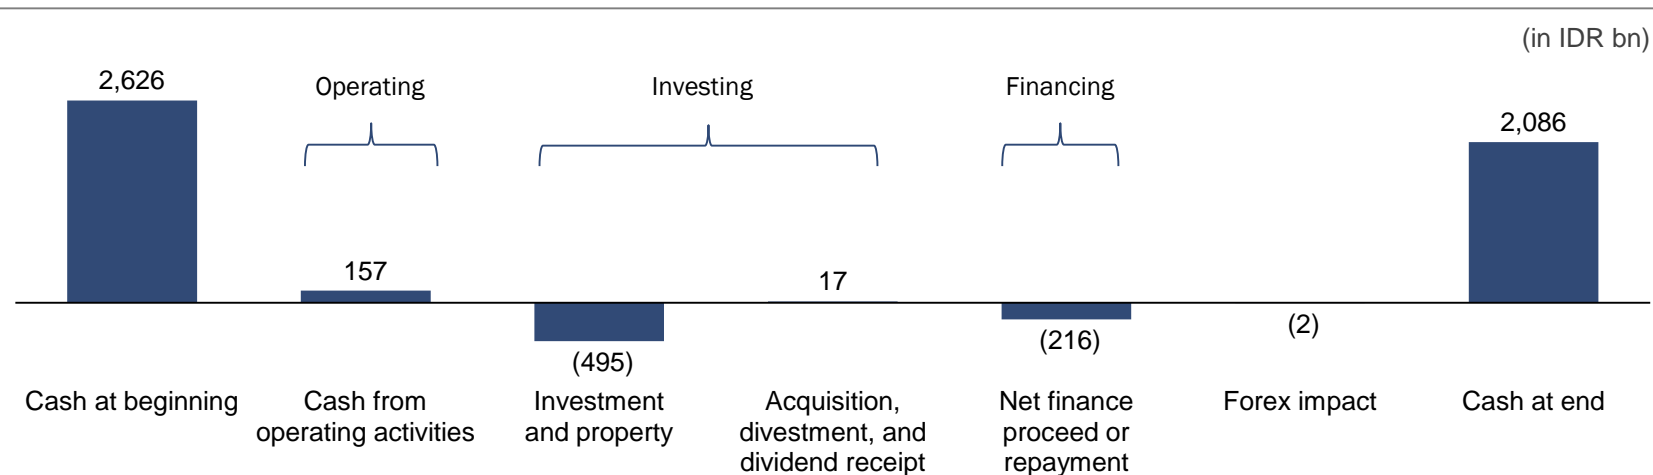 (in IDR bn)
2,626
Operating
Investing
Financing
2,086
157
17
(495)
(216)
(2)
Cash at beginning
Cash from
operating activities
Investment
and property
Acquisition,
divestment, and
dividend receipt
Net finance
proceed or
repayment
Forex impact
Cash at end